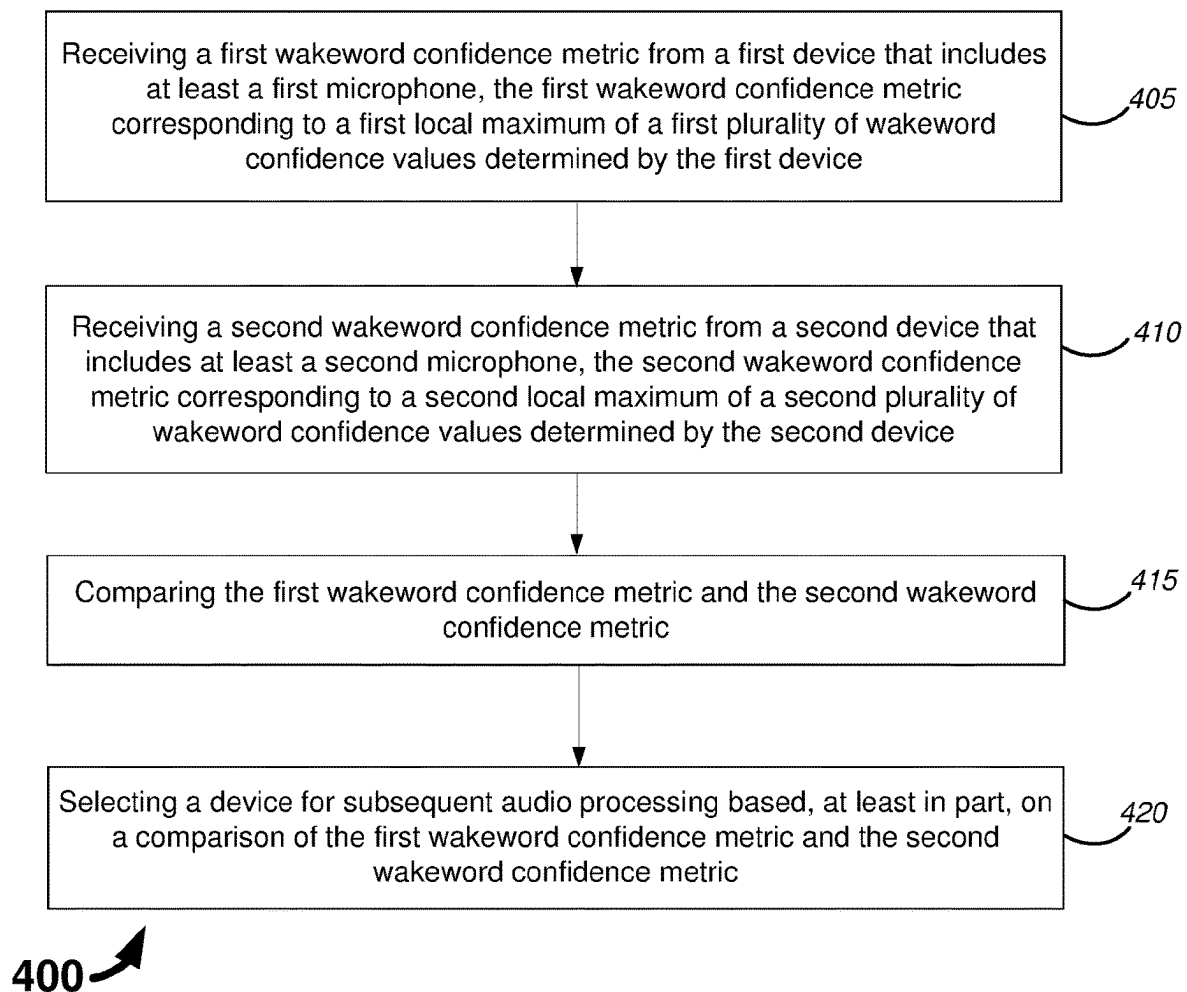 Receiving a first wakeword confidence metric from a first device that includes
at least a first microphone, the first wakeword confidence metric
corresponding to a first local maximum of a first plurality of wakeword
confidence values determined by the first device
405
Receiving a second wakeword confidence metric from a second device that
includes at least a second microphone, the second wakeword confidence
metric corresponding to a second local maximum of a second plurality of
wakeword confidence values determined by the second device
410
Comparing the first wakeword confidence metric and the second wakeword
confidence metric
415
Selecting a device for subsequent audio processing based, at least in part, on
a comparison of the first wakeword confidence metric and the second
wakeword confidence metric
420
400